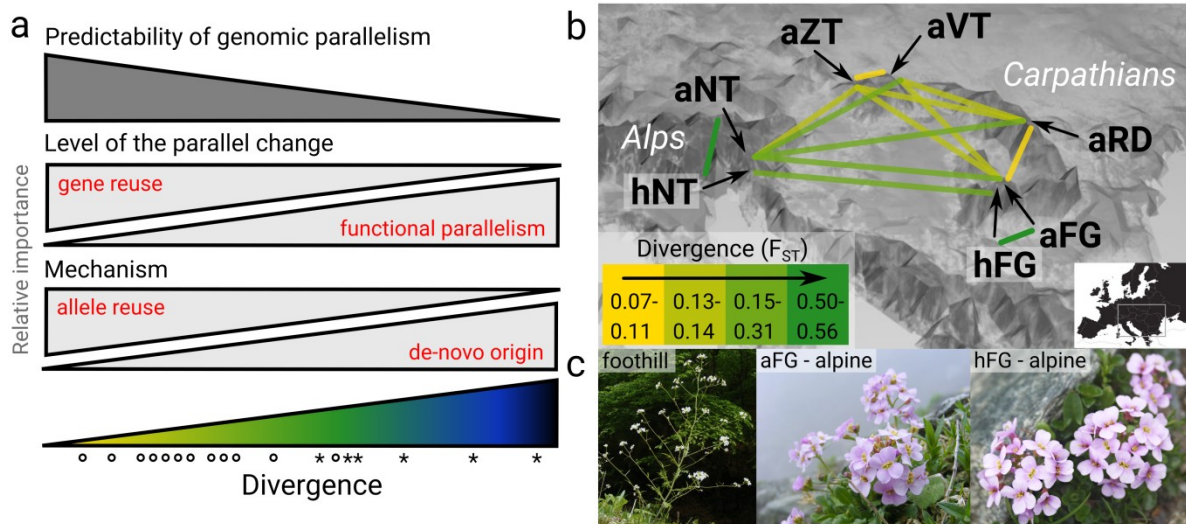 a
Predictability of genomic parallelism
Relative importance
Level of the parallel change
gene reuse
functional parallelism
Mechanism
allele reuse
de-novo origin
Divergence
b
aZT
aVT
Carpathians
aNT
Alps
aRD
hNT
aFG
hFG
Divergence (FST)
0.07-
0.11
0.13-
0.14
0.15-
0.31
0.50-
0.56
c
foothill
aFG - alpine
hFG - alpine